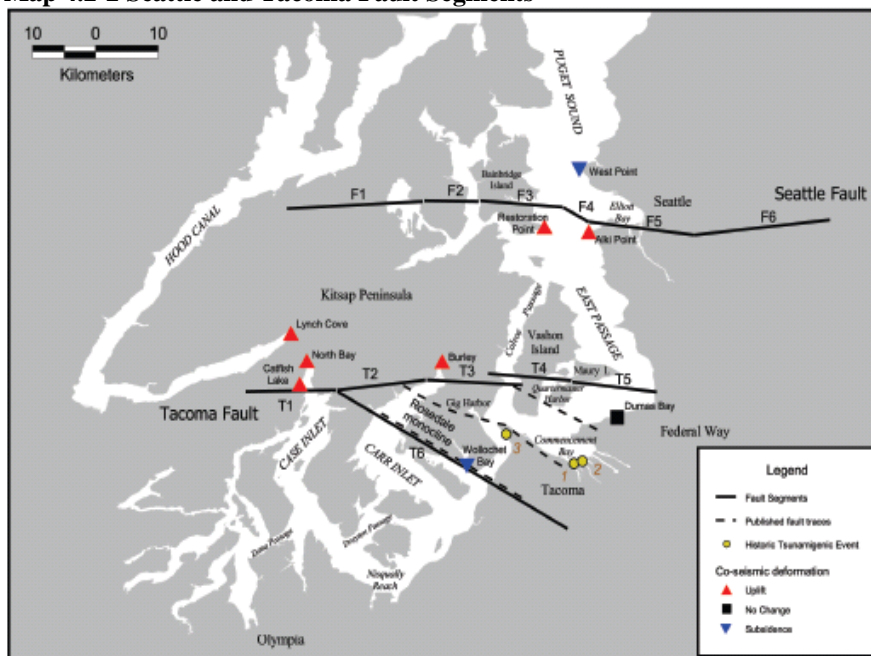 Map 4.2-2 Seattle and Tacoma Fault Segments
10 0 10
Kilometers
PUGET SOUND
West Point
Bainbridge
Island
Seattle
Seattle Fault
F1
F2
F3
F4
Elliott
Bay
F5
F6
Restoration
Point
Alki Point
HOOD CANAL
Kitsap Peninsula
Colvos Passage
EAST PASSAGE
Lynch Cove
North Bay
Burley
Vashon
Island
Catfish
Lake
T1
T2
T3
T4
Maury I.
T5
Quartermaster
Harbor
Tacoma Fault
Gig Harbor
Dumas Bay
Federal Way
Rosedale
monocline
T6
CASE INLET
CARR INLET
Wollochet
Bay
3
Commencement
Bay
1
2
Tacoma
Dana Passage
Drayton Passage
Nisqually
Reach
Olympia
Legend
Fault Segments
Published fault traces
Historic Tsunamigenic Event
Co-seismic deformation
Uplift
No Change
Subsidence